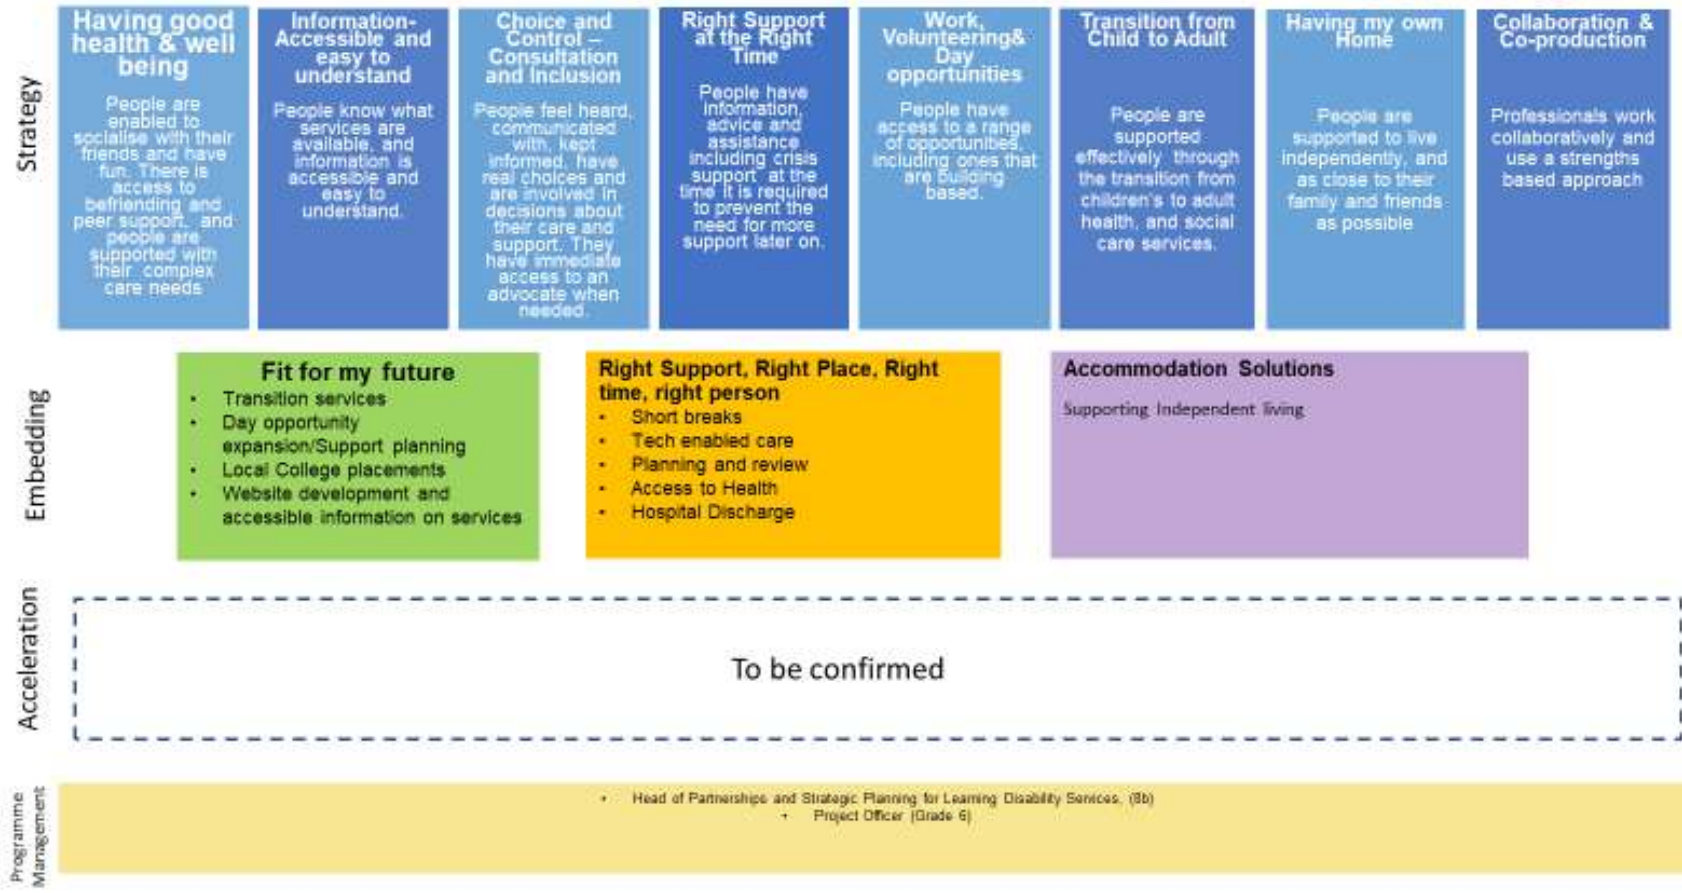 Strategy
Having good
health & well
being
People are
enabled to
socialise with their
friends and have
fun. There is
access to
befriending and
peer support, and
people are
supported with
their complex
care needs
Information-
Accessible and
easy to
understand
People know what
services are
available, and
information is
accessible and
easy to
understand.
Choice and
Control –
Consultation
and Inclusion
People feel heard,
communicated
with, kept
informed, have
real choices and
are involved in
decisions about
their care and
support. They
have immediate
access to an
advocate when
needed.
Right Support
at the Right
Time
People have
information,
advice and
assistance
including crisis
support at the
time it is required
to prevent the
need for more
support later on.
Work,
Volunteering&
Day
opportunities
People have
access to a range
of opportunities,
including ones that
are building
based.
Transition from
Child to Adult
People are
supported
effectively through
the transition from
children's to adult
health, and social
care services.
Having my own
Home
People are
supported to live
independently, and
as close to their
family and friends
as possible
Collaboration &
Co-production
Professionals work
collaboratively and
use a strengths
based approach
Embedding
Fit for my future
• Transition services
• Day opportunity
expansion/Support planning
• Local College placements
• Website development and
accessible information on services
Right Support, Right Place, Right
time, right person
• Short breaks
• Tech enabled care
• Planning and review
• Access to Health
• Hospital Discharge
Accommodation Solutions
Supporting Independent living
Acceleration
To be confirmed
Programme
Management
• Head of Partnerships and Strategic Planning for Learning Disability Services, (8b)
• Project Officer (Grade 6)